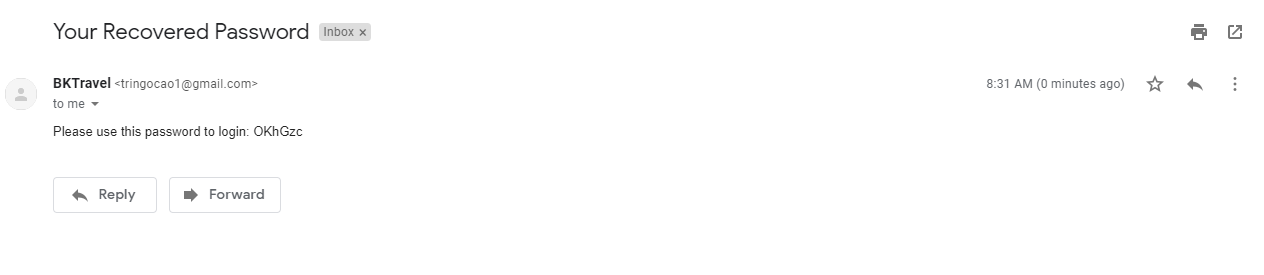 Your Recovered Password Inbox ×
BKTravel <tringocao1@gmail.com> 8:31 AM (0 minutes ago)
to me
Please use this password to login: OKhGzc
Reply Forward